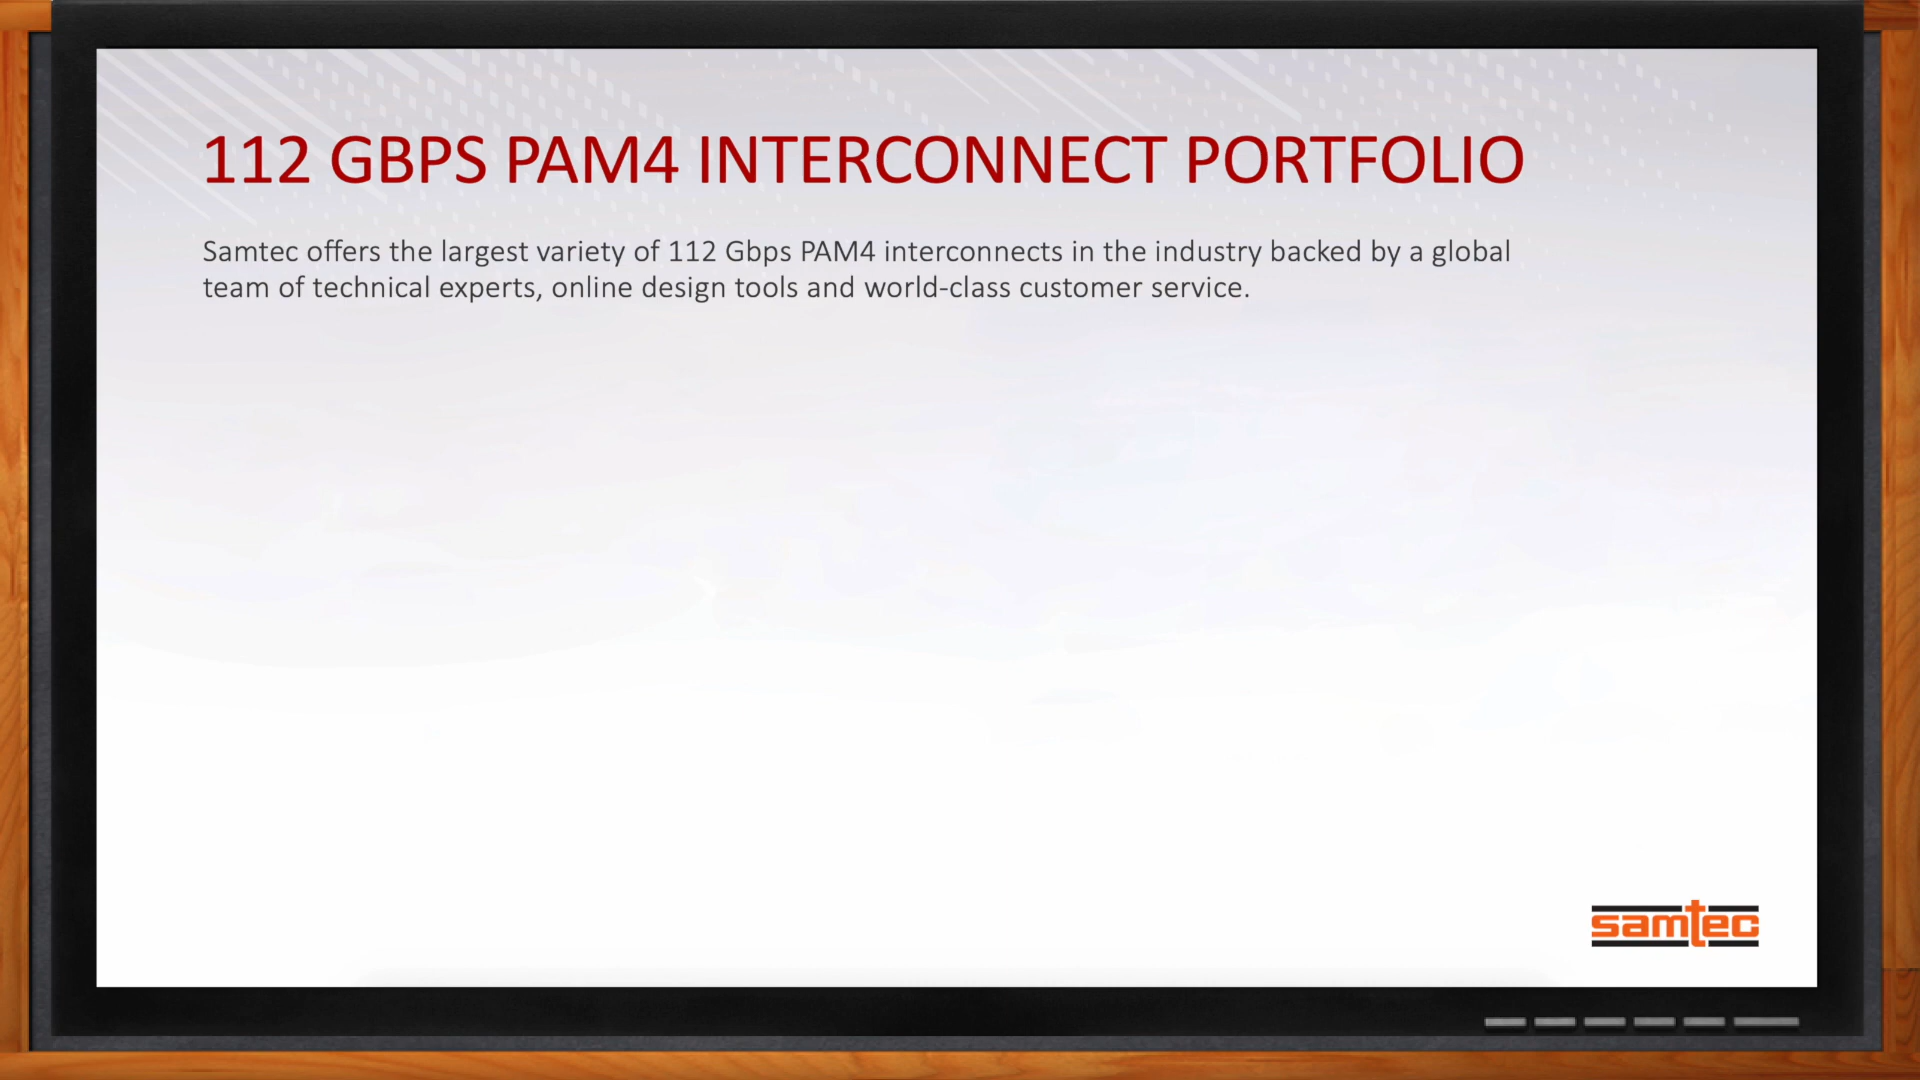 112 GBPS PAM4 INTERCONNECT PORTFOLIO
Samtec offers the largest variety of 112 Gbps PAM4 interconnects in the industry backed by a global
team of technical experts, online design tools and world-class customer service.
samtec